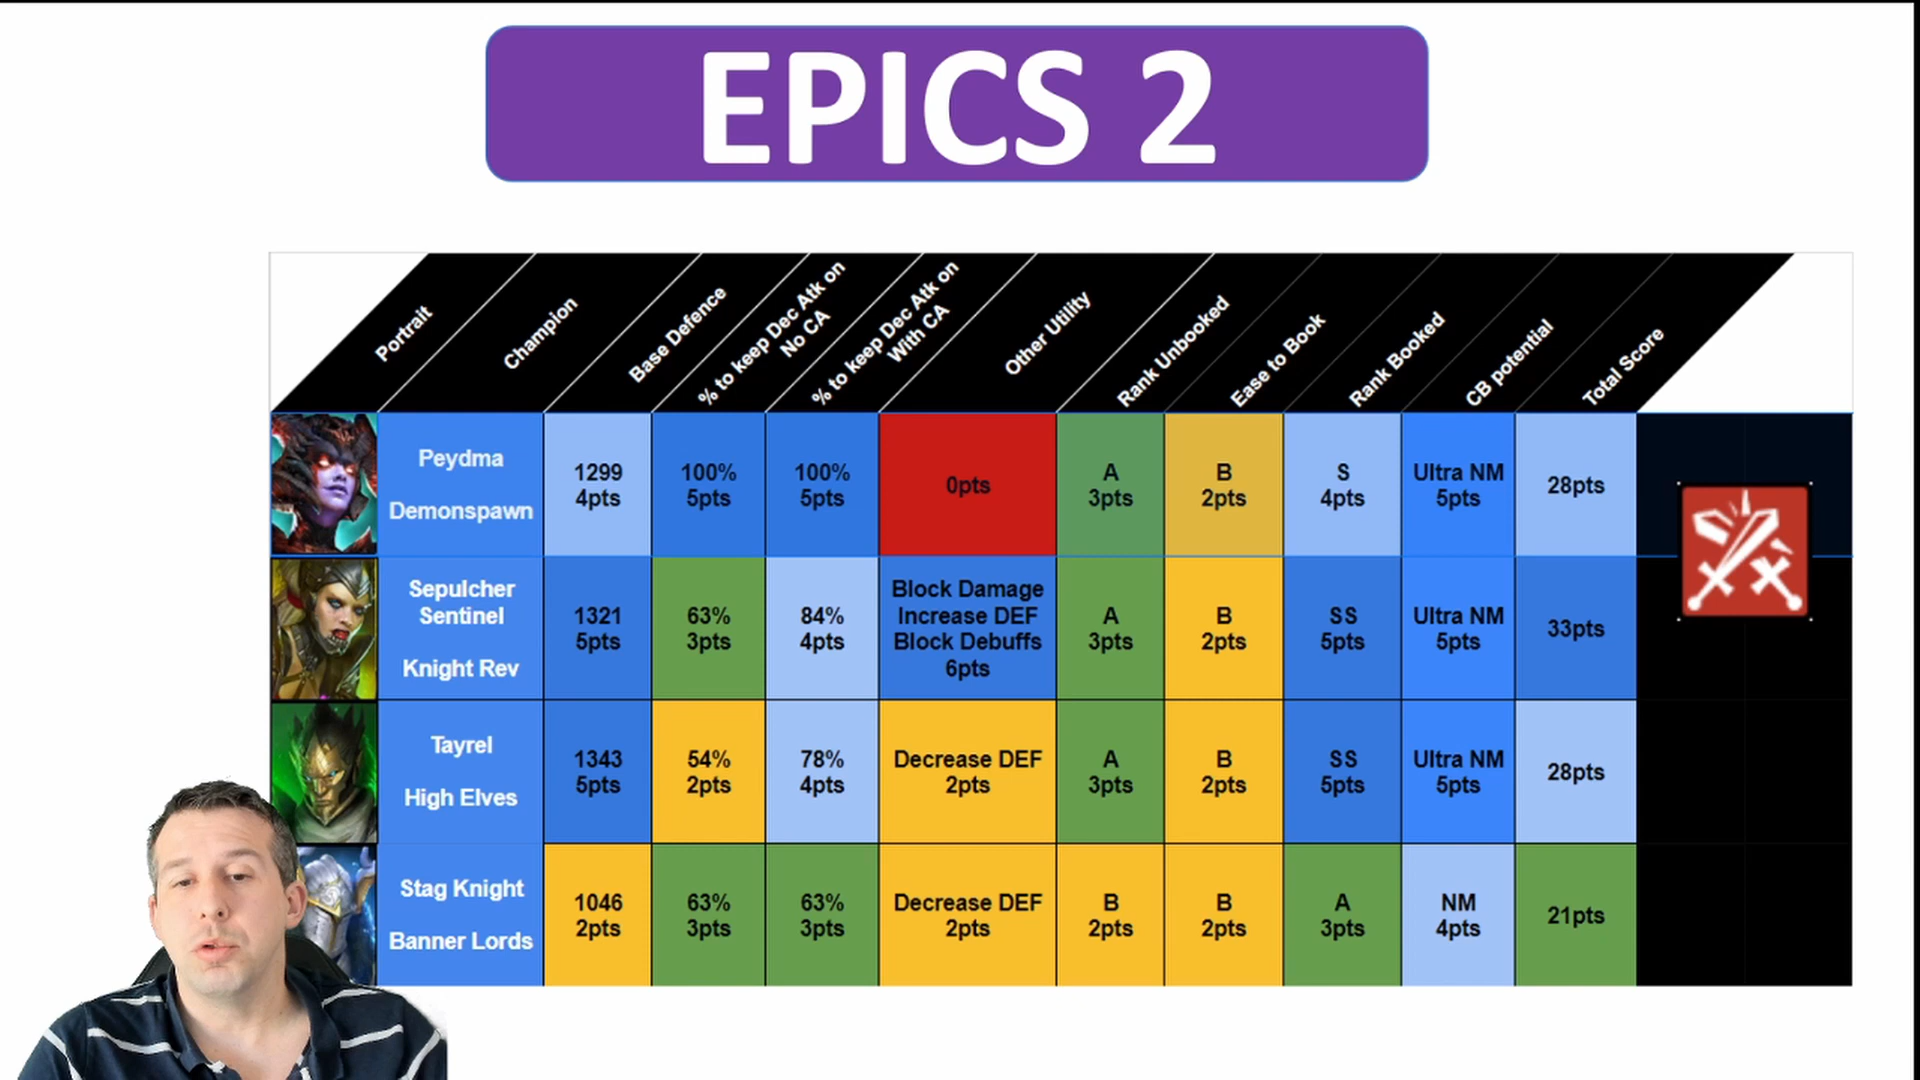 EPICS 2
Portrait
Champion
Base Defence
% to keep Dec Atk on
No CA
% to keep Dec Atk on
With CA
Other Utility
Rank Unbooked
Ease to Book
Rank Booked
CB potential
Total Score
Peydma
Demonspawn
1299
4pts
100%
5pts
100%
5pts
0pts
A
3pts
B
2pts
S
4pts
Ultra NM
5pts
28pts
Sepulcher
Sentinel
Knight Rev
1321
5pts
63%
3pts
84%
4pts
Block Damage
Increase DEF
Block Debuffs
6pts
A
3pts
B
2pts
SS
5pts
Ultra NM
5pts
33pts
Tayrel
High Elves
1343
5pts
54%
2pts
78%
4pts
Decrease DEF
2pts
A
3pts
B
2pts
SS
5pts
Ultra NM
5pts
28pts
Stag Knight
Banner Lords
1046
2pts
63%
3pts
63%
3pts
Decrease DEF
2pts
B
2pts
B
2pts
A
3pts
NM
4pts
21pts